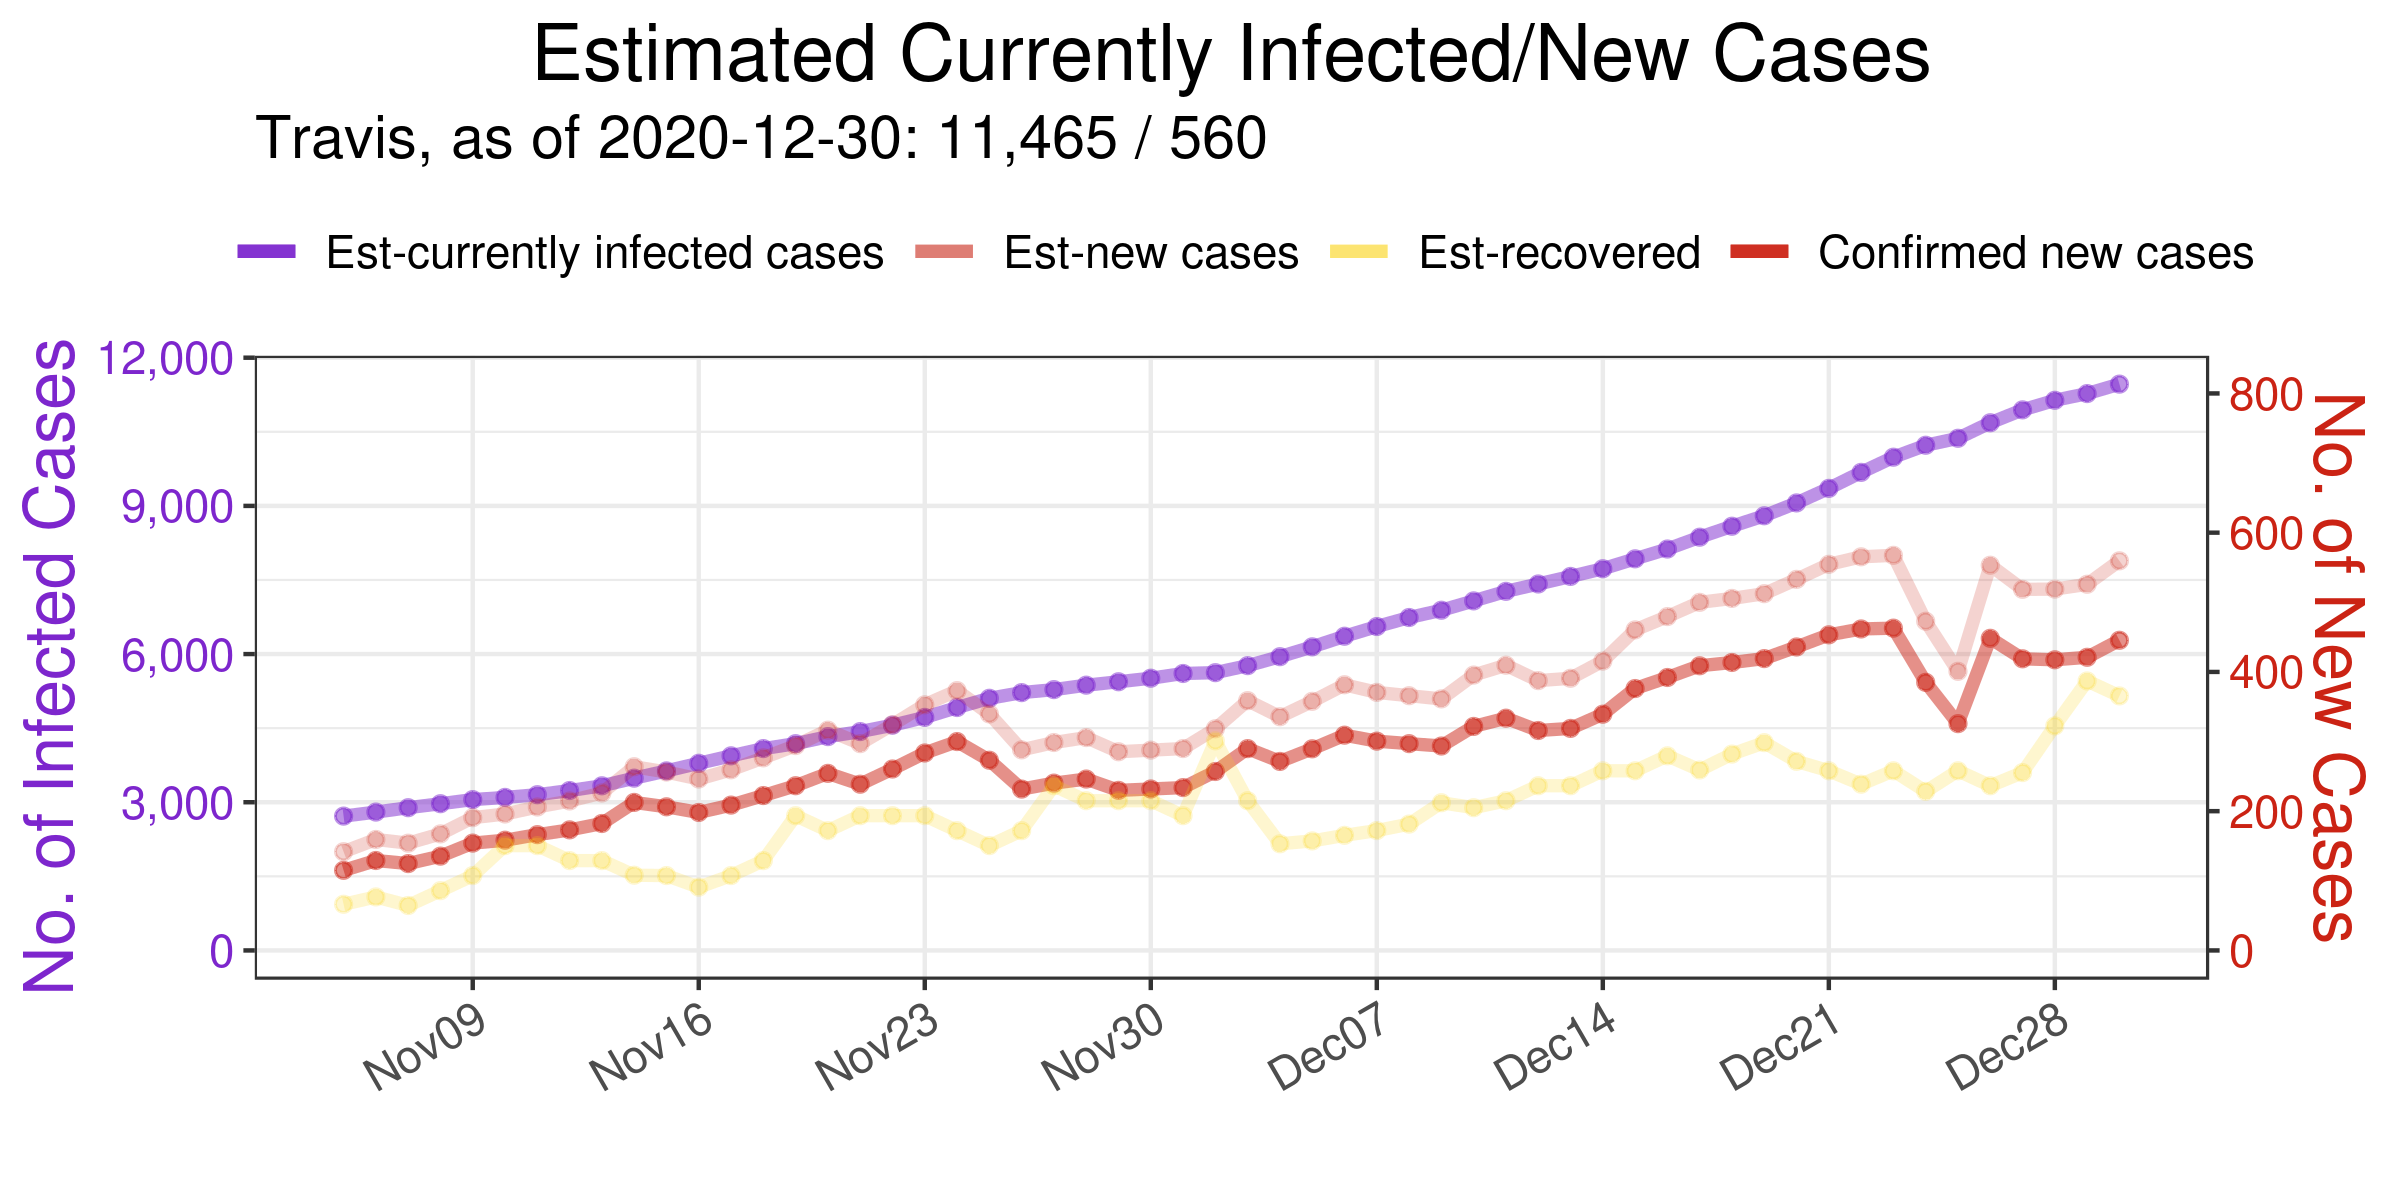 Estimated Currently Infected/New Cases
Travis, as of 2020-12-30: 11,465 / 560
Est-currently infected cases Est-new cases Est-recovered Confirmed new cases
No. of Infected Cases
12,000
9,000
6,000
3,000
0
800
600
400
200
0
No. of New Cases
Nov09 Nov16 Nov23 Nov30 Dec07 Dec14 Dec21 Dec28